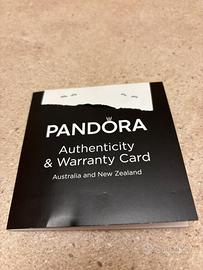 PANDORA
Authenticity
& Warranty Card
Australia and New Zealand